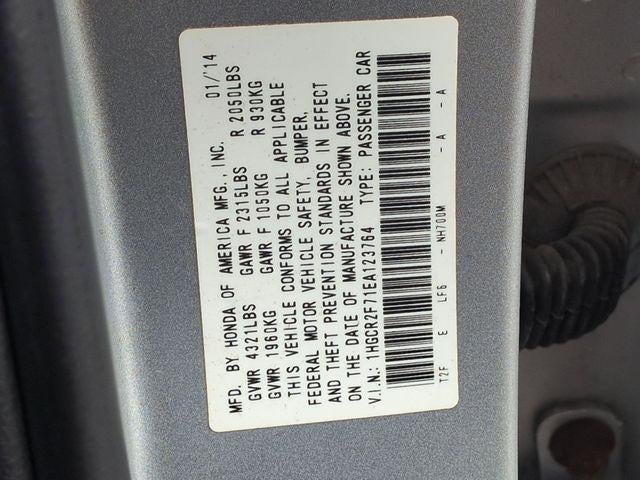 MFD. BY HONDA OF AMERICA MFG., INC. 01/'14
GVWR 4321LBS GAWR F 2315LBS R 2050LBS
GVWR 1960KG GAWR F 1050KG R 930KG
THIS VEHICLE CONFORMS TO ALL APPLICABLE
FEDERAL MOTOR VEHICLE SAFETY, BUMPER,
AND THEFT PREVENTION STANDARDS IN EFFECT
ON THE DATE OF MANUFACTURE SHOWN ABOVE.
V.I.N.: 1HGCR2F71EA123764 TYPE: PASSENGER CAR
T2F E LF6 - NH700M - A - A